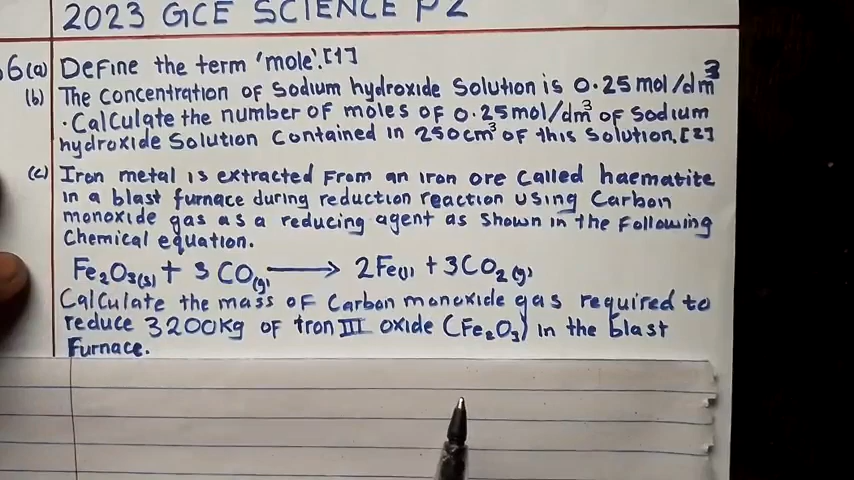 2023 GCE SCIENCE P2
6(a) Define the term 'mole'. [1]
(b) The concentration of Sodium hydroxide Solution is 0.25 mol/dm³
. Calculate the number of moles of 0.25mol/dm³ of Sodium
hydroxide Solution Contained in 250cm³ of this Solution. [2]
(c) Iron metal is extracted From an iron ore called haematite
in a blast furnace during reduction reaction using Carbon
monoxide gas as a reducing agent as shown in the Following
Chemical equation.
Fe₂O₃(s) + 3 CO(g) → 2Fe(l) + 3CO₂(g)
Calculate the mass of Carbon monoxide gas required to
reduce 3200Kg of Iron III oxide (Fe₂O₃) in the blast
Furnace.